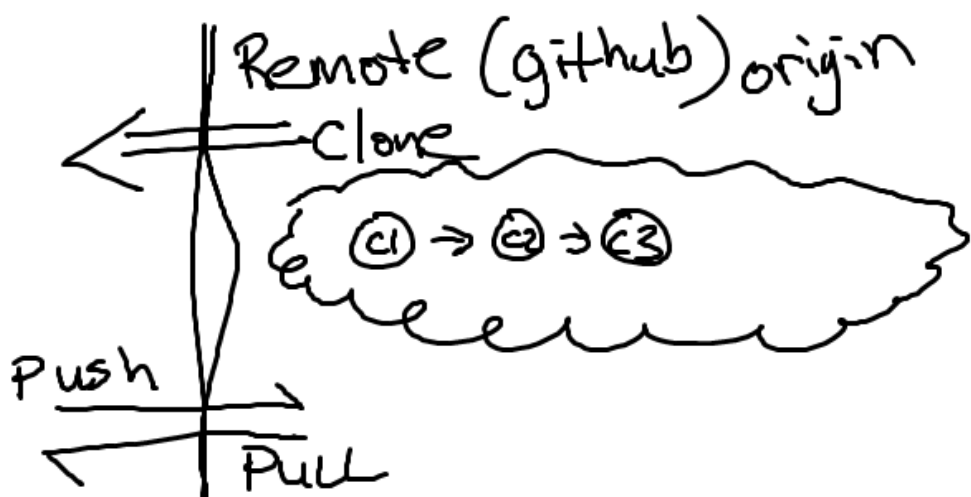 Remote (github) origin
Clone
C1 → C2 → C3
Push
PULL